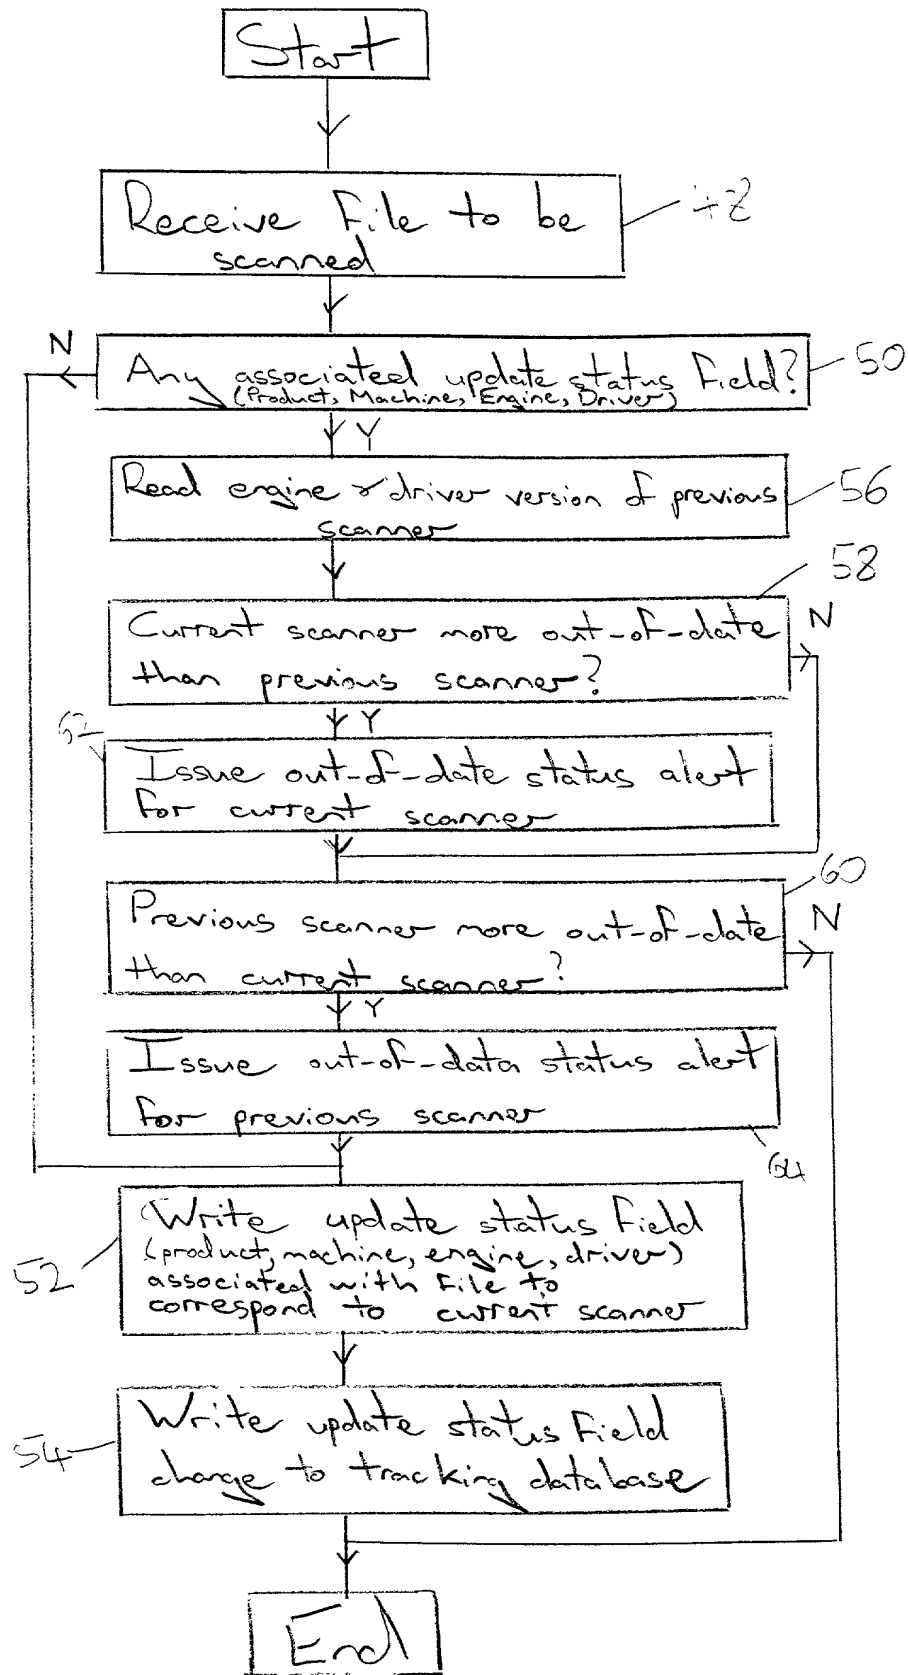 Start
Receive File to be
scanned
48
N
Any associated update status Field?
(Product, Machine, Engine, Driver)
50
Y
Read engine & driver version of previous
scanner
56
58
Current scanner more out-of-date
than previous scanner?
N
Y
62
Issue out-of-date status alert
for current scanner
60
Previous scanner more out-of-date
than current scanner?
N
Y
Issue out-of-data status alert
for previous scanner
64
Write update status Field
(product, machine, engine, driver)
associated with File to
correspond to current scanner
52
Write update status Field
change to tracking database
54
End